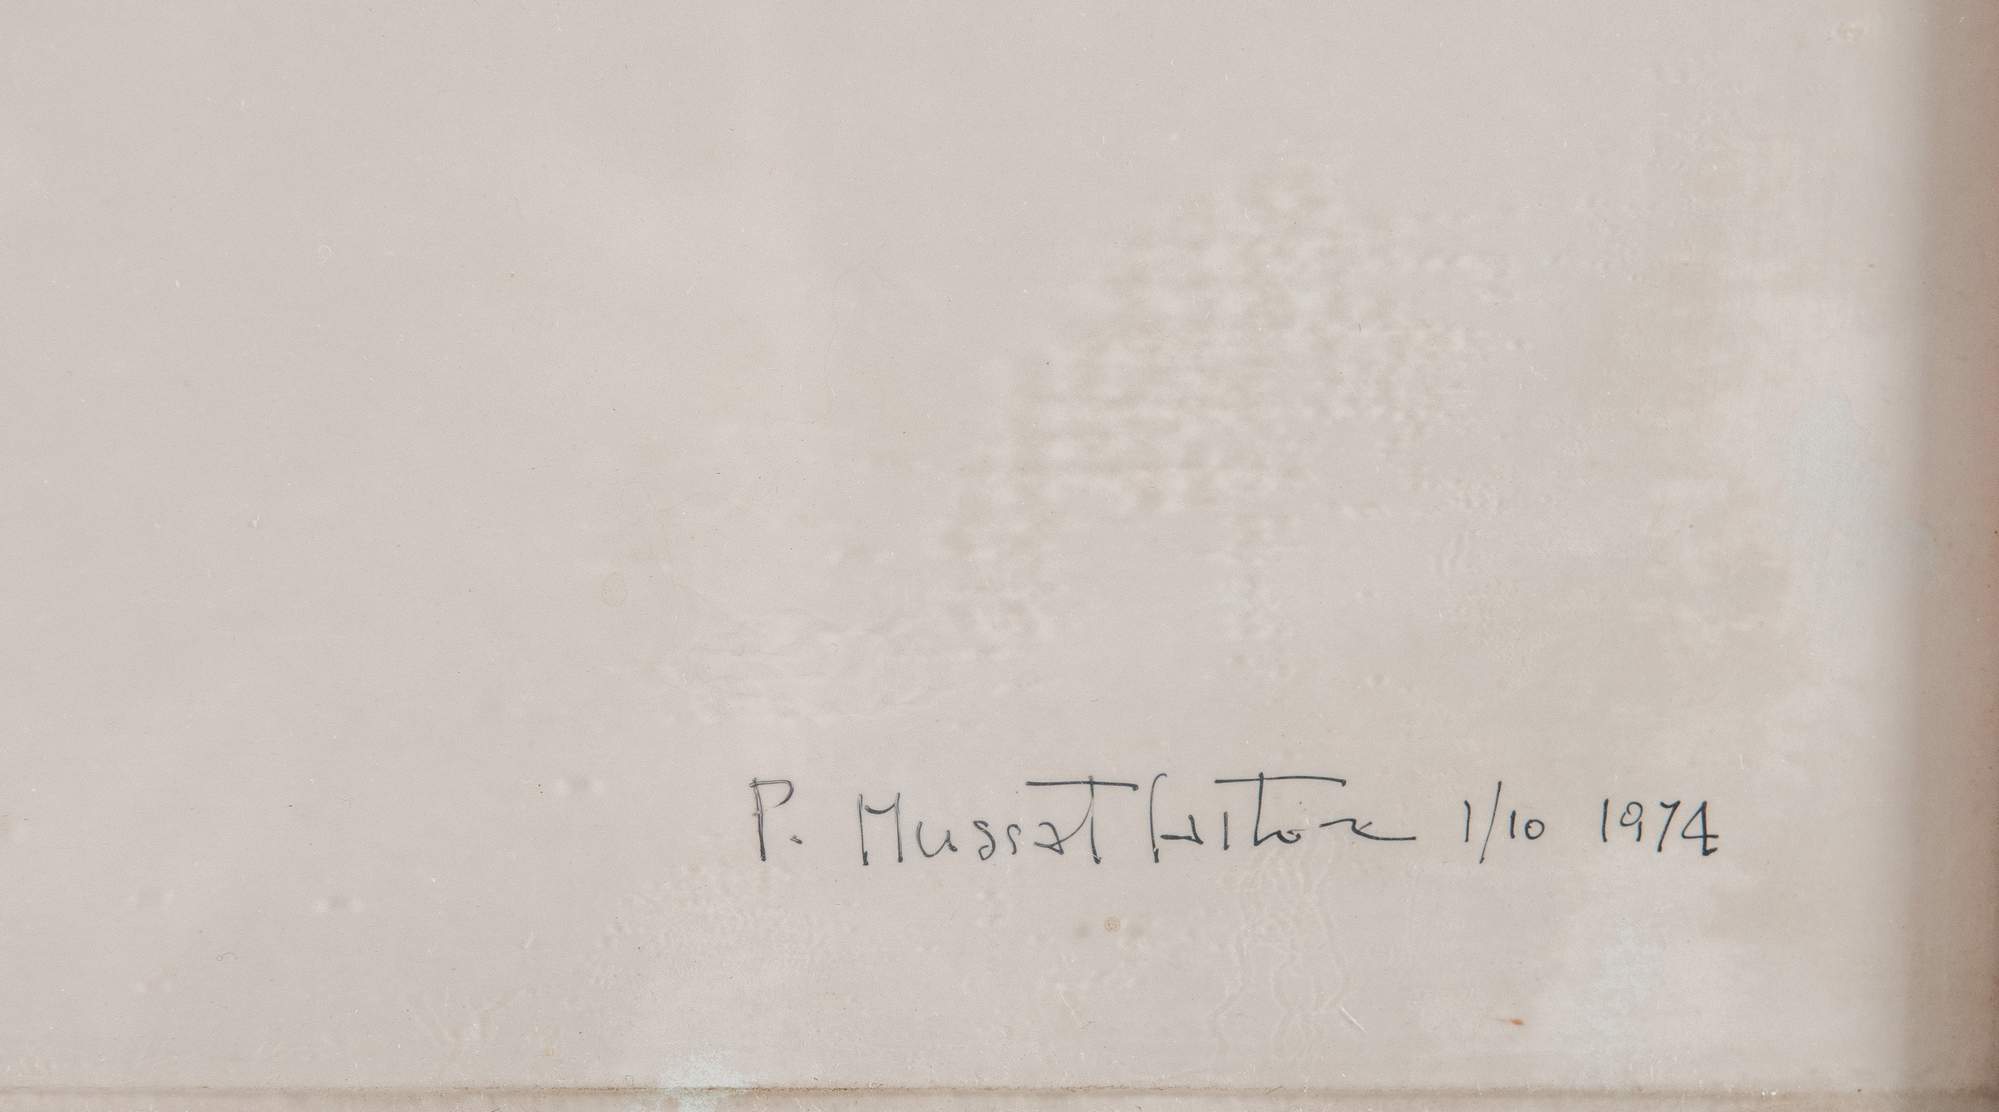 P. Mussat Sartor 1/10 1974